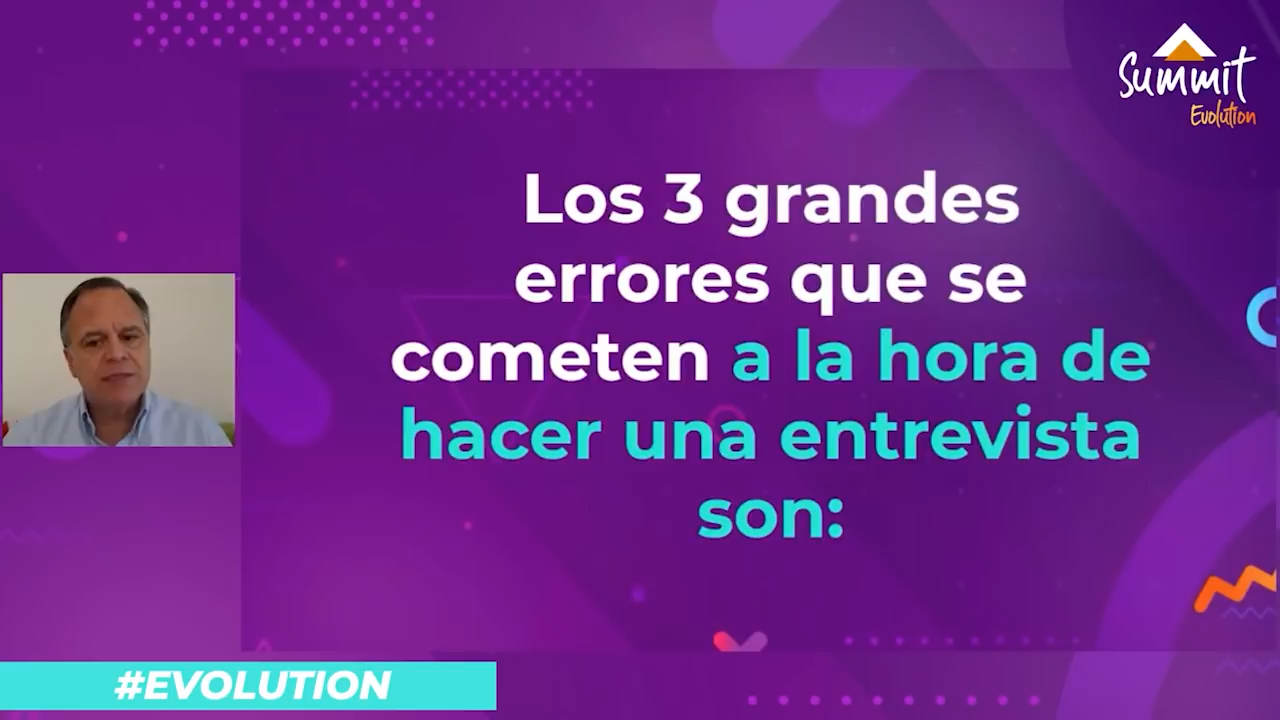 Summit
Evolution
Los 3 grandes
errores que se
cometen a la hora de
hacer una entrevista
son:
#EVOLUTION